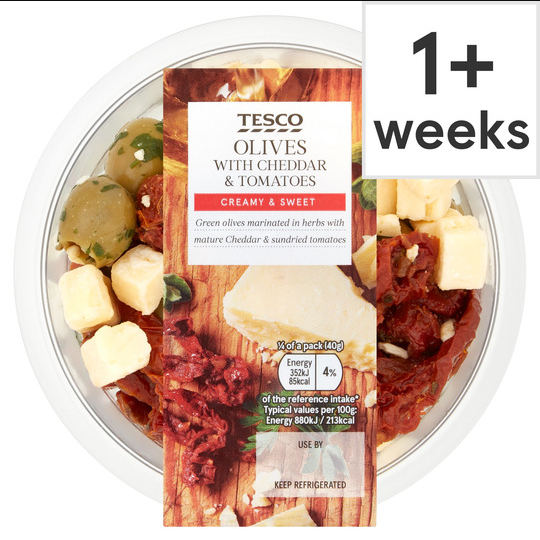 1+
weeks
TESCO
OLIVES
WITH CHEDDAR
& TOMATOES
CREAMY & SWEET
Green olives marinated in herbs with
mature Cheddar & sundried tomatoes
¼ of a pack (40g)
Energy
352kJ
85kcal
4%
of the reference intake*
Typical values per 100g:
Energy 880kJ / 213kcal
USE BY
KEEP REFRIGERATED